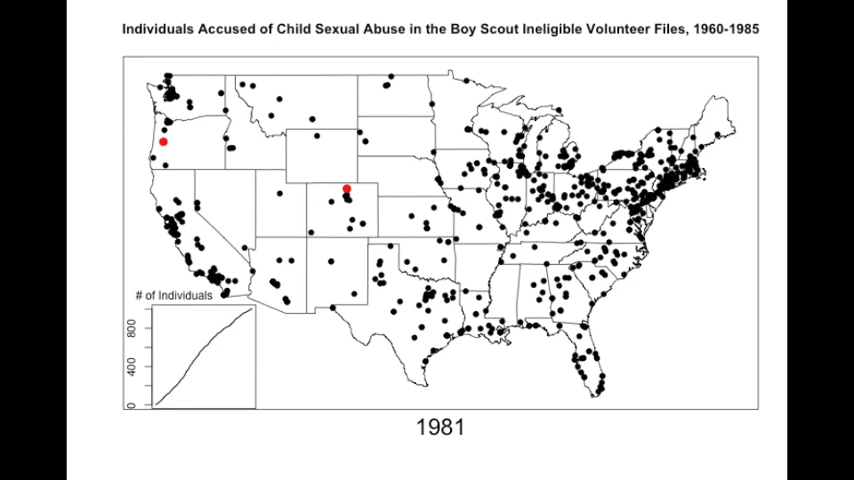 Individuals Accused of Child Sexual Abuse in the Boy Scout Ineligible Volunteer Files, 1960-1985
# of Individuals
800
400
0
1981